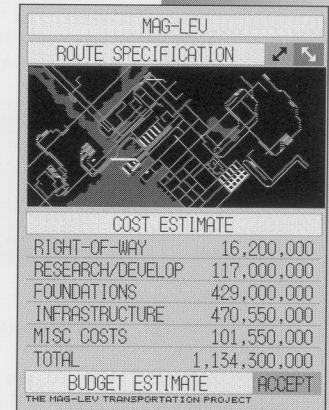 MAG-LEV
ROUTE SPECIFICATION
COST ESTIMATE
RIGHT-OF-WAY 16,200,000
RESEARCH/DEVELOP 117,000,000
FOUNDATIONS 429,000,000
INFRASTRUCTURE 470,550,000
MISC COSTS 101,550,000
TOTAL 1,134,300,000
BUDGET ESTIMATE ACCEPT
THE MAG-LEV TRANSPORTATION PROJECT